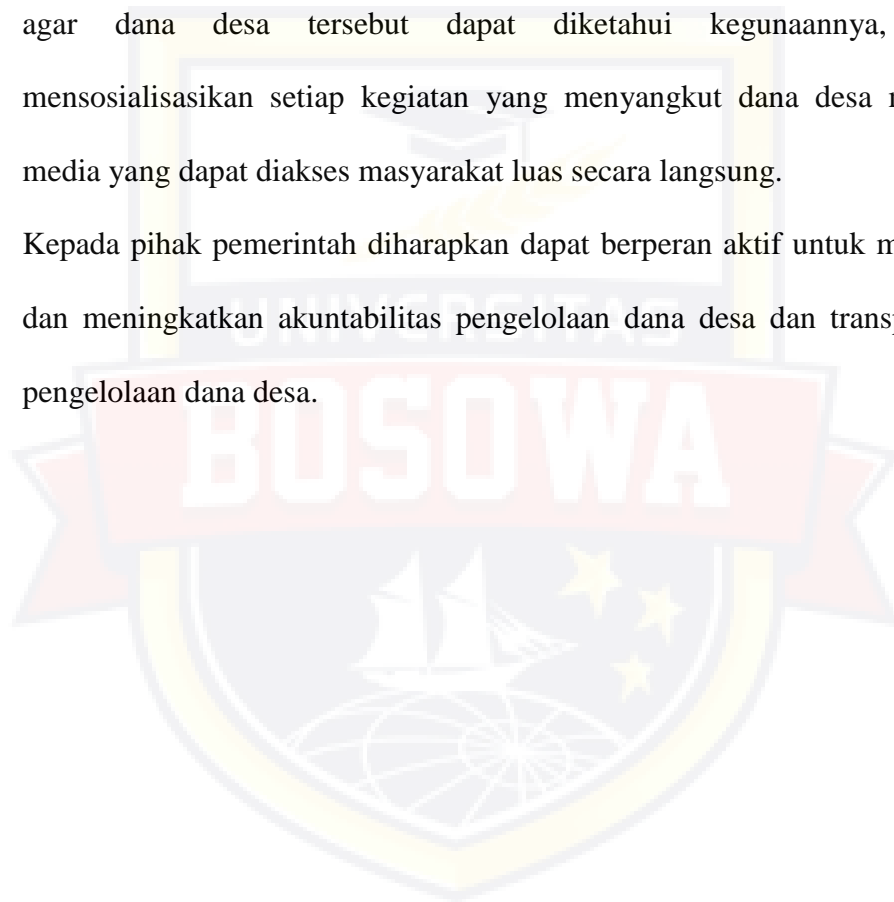 agar dana desa tersebut dapat diketahui kegunaannya,
mensosialisasikan setiap kegiatan yang menyangkut dana desa
media yang dapat diakses masyarakat luas secara langsung.
Kepada pihak pemerintah diharapkan dapat berperan aktif untuk
dan meningkatkan akuntabilitas pengelolaan dana desa dan
pengelolaan dana desa.
UNIVERSITAS
BOSOWA